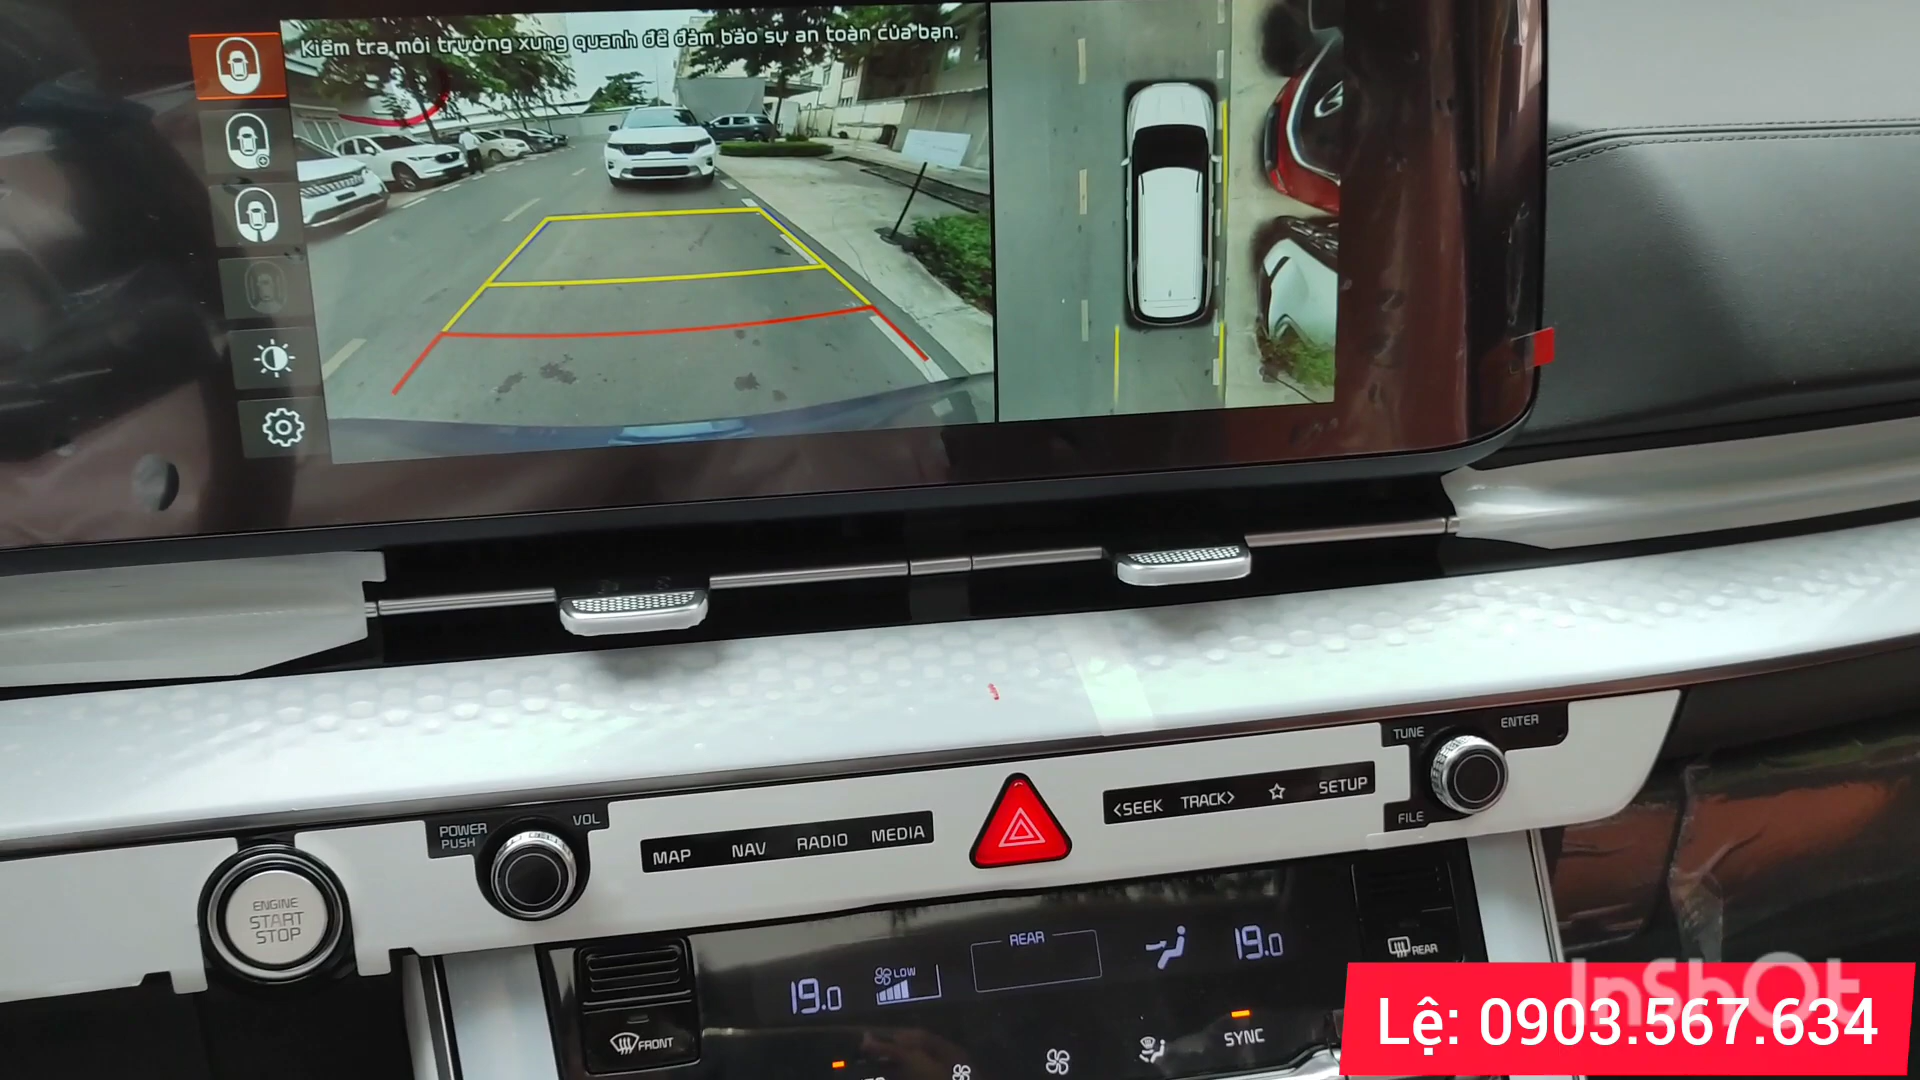 Kiểm tra môi trường xung quanh để đảm bảo sự an toàn của bạn.
POWER
PUSH
VOL
MAP NAV RADIO MEDIA
<SEEK TRACK> ☆ SETUP
TUNE
ENTER
FILE
ENGINE
START
STOP
19.0
LOW
REAR
19.0
REAR
FRONT
SYNC
InShOt
Lệ: 0903.567.634